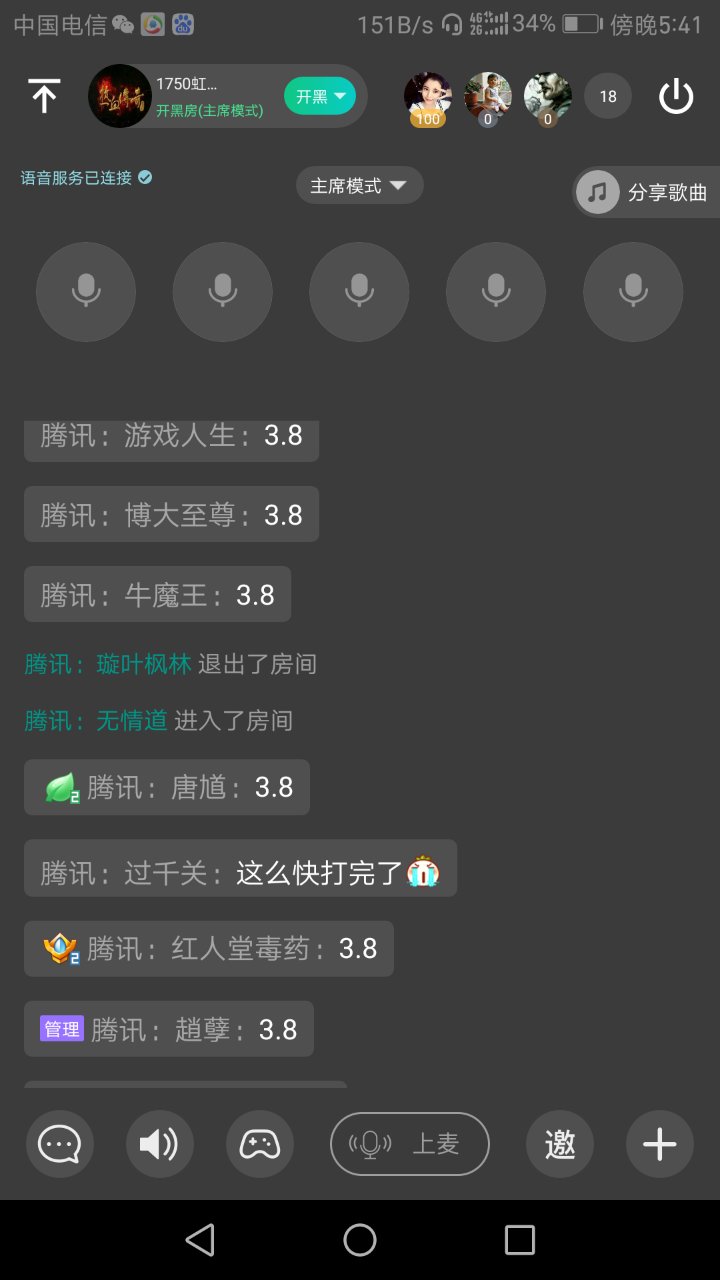 中国电信 151B/s 4G 2G 34% 傍晚5:41
1750虹...
开黑房(主席模式)
开黑
100
0
0
18
语音服务已连接
主席模式
分享歌曲
腾讯：游戏人生：3.8
腾讯：博大至尊：3.8
腾讯：牛魔王：3.8
腾讯：璇叶枫林 退出了房间
腾讯：无情道 进入了房间
2 腾讯：唐馗：3.8
腾讯：过千关：这么快打完了
2 腾讯：红人堂毒药：3.8
管理 腾讯：趙孽：3.8
上麦
邀